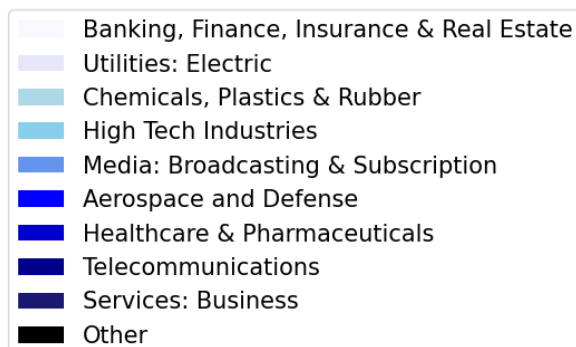 Banking, Finance, Insurance & Real Estate
Utilities: Electric
Chemicals, Plastics & Rubber
High Tech Industries
Media: Broadcasting & Subscription
Aerospace and Defense
Healthcare & Pharmaceuticals
Telecommunications
Services: Business
Other